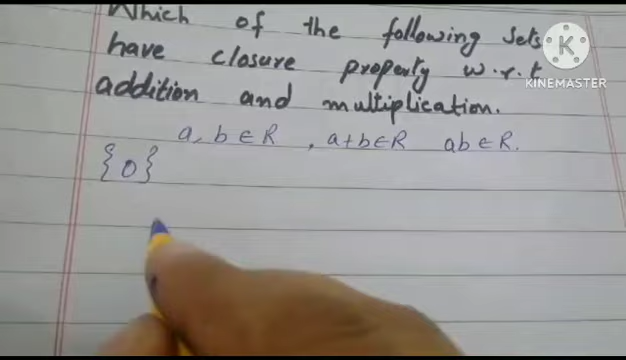 Which of the following sets
have closure property w.r.t
addition and multiplication.
a, b ∈ R , a+b ∈ R ab ∈ R.
{0}
K
KINEMASTER